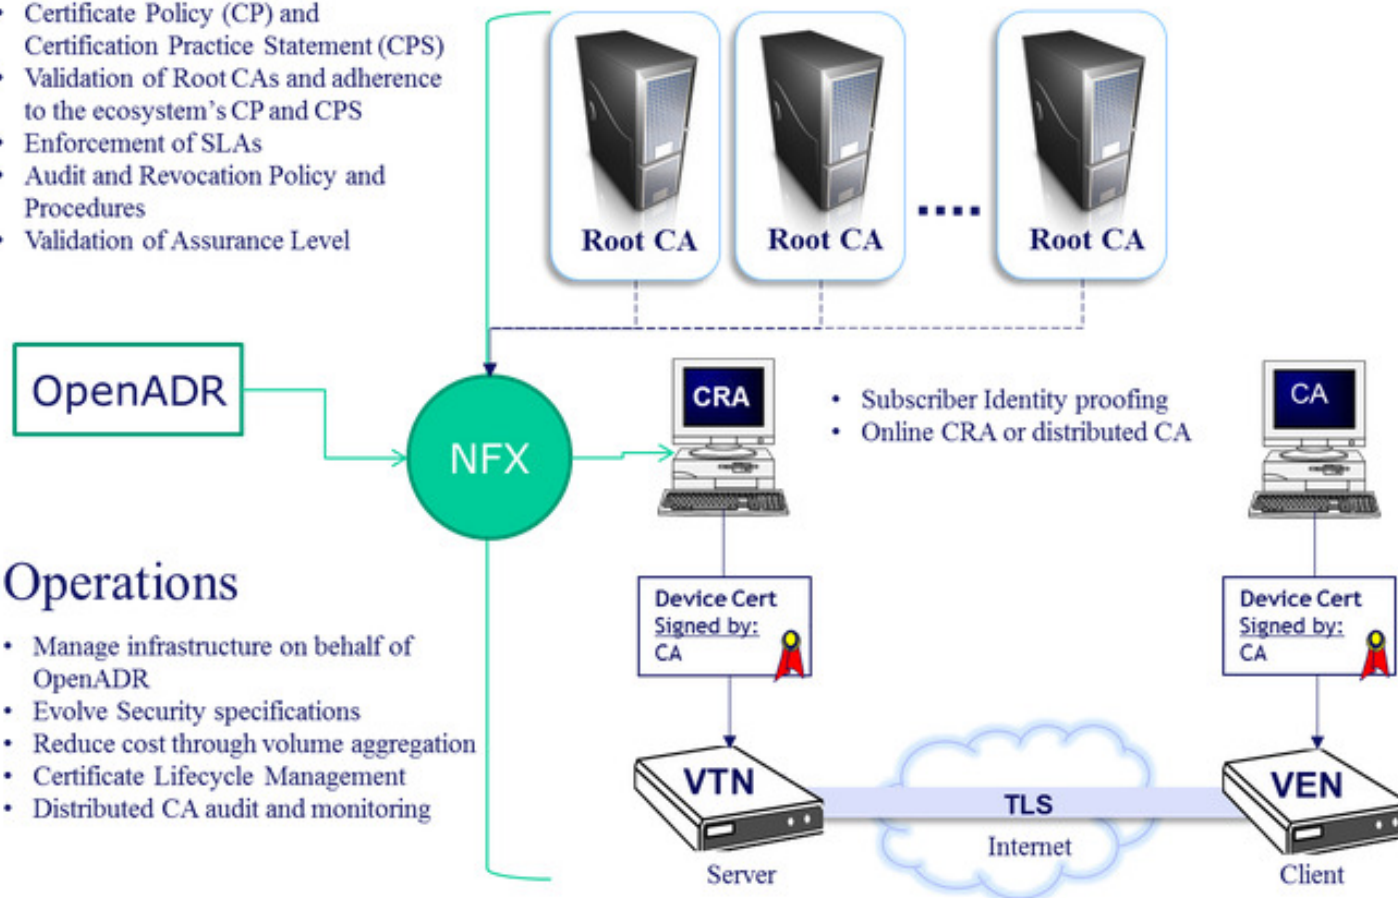 • Certificate Policy (CP) and
Certification Practice Statement (CPS)
• Validation of Root CAs and adherence
to the ecosystem's CP and CPS
• Enforcement of SLAs
• Audit and Revocation Policy and
Procedures
• Validation of Assurance Level
Root CA
Root CA
....
Root CA
OpenADR
NFX
CRA
• Subscriber Identity proofing
• Online CRA or distributed CA
CA
Operations
• Manage infrastructure on behalf of
OpenADR
• Evolve Security specifications
• Reduce cost through volume aggregation
• Certificate Lifecycle Management
• Distributed CA audit and monitoring
Device Cert
Signed by:
CA
Device Cert
Signed by:
CA
VTN
TLS
VEN
Internet
Server
Client